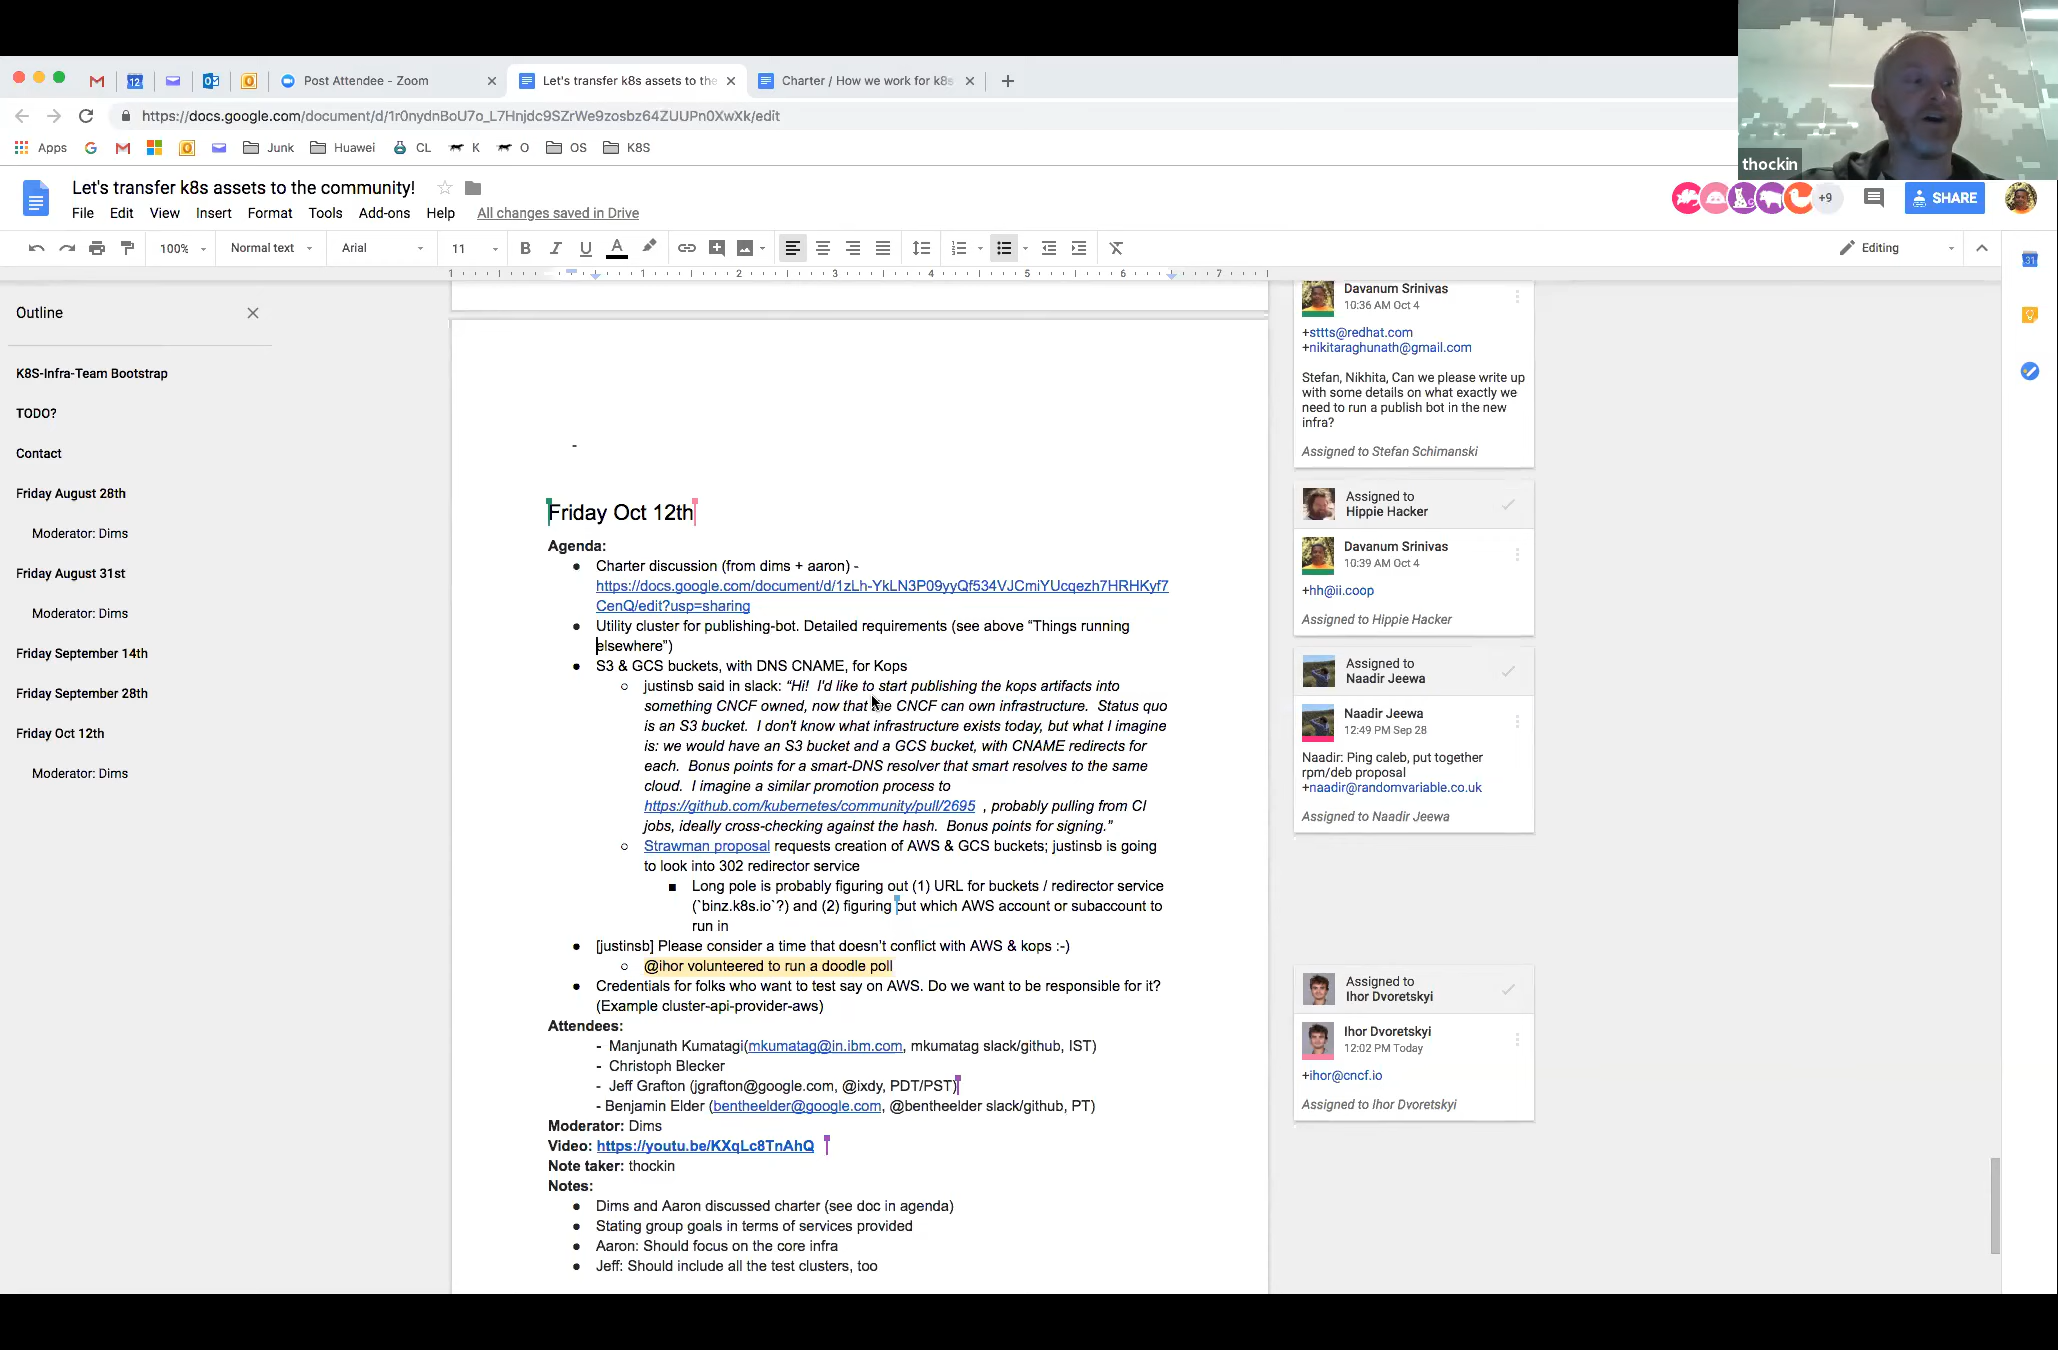 Post Attendee - Zoom
Let's transfer k8s assets to the
Charter / How we work for k8s
https://docs.google.com/document/d/1r0nydnBoU7o_L7Hnjdc9SZrWe9zosbz64ZUUPn0XwXk/edit
Apps
Junk
Huawei
CL
K
O
OS
K8S
thockin
Let's transfer k8s assets to the community!
File Edit View Insert Format Tools Add-ons Help All changes saved in Drive
+9
SHARE
100% Normal text Arial 11 B I U A Editing
1 1 2 3 4 5 6 7
Outline
K8S-Infra-Team Bootstrap
TODO?
Contact
Friday August 28th
Moderator: Dims
Friday August 31st
Moderator: Dims
Friday September 14th
Friday September 28th
Friday Oct 12th
Moderator: Dims
-
Friday Oct 12th
Agenda:
● Charter discussion (from dims + aaron) -
https://docs.google.com/document/d/1zLh-YkLN3P09yyQf534VJCmiYUcqezh7HRHKyf7
CenQ/edit?usp=sharing
● Utility cluster for publishing-bot. Detailed requirements (see above “Things running
elsewhere”)
● S3 & GCS buckets, with DNS CNAME, for Kops
○ justinsb said in slack: “Hi! I'd like to start publishing the kops artifacts into
something CNCF owned, now that the CNCF can own infrastructure. Status quo
is an S3 bucket. I don't know what infrastructure exists today, but what I imagine
is: we would have an S3 bucket and a GCS bucket, with CNAME redirects for
each. Bonus points for a smart-DNS resolver that smart resolves to the same
cloud. I imagine a similar promotion process to
https://github.com/kubernetes/community/pull/2695 , probably pulling from CI
jobs, ideally cross-checking against the hash. Bonus points for signing.”
○ Strawman proposal requests creation of AWS & GCS buckets; justinsb is going
to look into 302 redirector service
■ Long pole is probably figuring out (1) URL for buckets / redirector service
(`binz.k8s.io`?) and (2) figuring out which AWS account or subaccount to
run in
● [justinsb] Please consider a time that doesn't conflict with AWS & kops :-)
○ @ihor volunteered to run a doodle poll
● Credentials for folks who want to test say on AWS. Do we want to be responsible for it?
(Example cluster-api-provider-aws)
Attendees:
- Manjunath Kumatagi(mkumatag@in.ibm.com, mkumatag slack/github, IST)
- Christoph Blecker
- Jeff Grafton (jgrafton@google.com, @ixdy, PDT/PST)
- Benjamin Elder (bentheelder@google.com, @bentheelder slack/github, PT)
Moderator: Dims
Video: https://youtu.be/KXqLc8TnAhQ
Note taker: thockin
Notes:
● Dims and Aaron discussed charter (see doc in agenda)
● Stating group goals in terms of services provided
● Aaron: Should focus on the core infra
● Jeff: Should include all the test clusters, too
Davanum Srinivas
10:36 AM Oct 4
+sttts@redhat.com
+nikitaraghunath@gmail.com
Stefan, Nikhita, Can we please write up
with some details on what exactly we
need to run a publish bot in the new
infra?
Assigned to Stefan Schimanski
Assigned to
Hippie Hacker
Davanum Srinivas
10:39 AM Oct 4
+hh@ii.coop
Assigned to Hippie Hacker
Assigned to
Naadir Jeewa
Naadir Jeewa
12:49 PM Sep 28
Naadir: Ping caleb, put together
rpm/deb proposal
+naadir@randomvariable.co.uk
Assigned to Naadir Jeewa
Assigned to
Ihor Dvoretskyi
Ihor Dvoretskyi
12:02 PM Today
+ihor@cncf.io
Assigned to Ihor Dvoretskyi